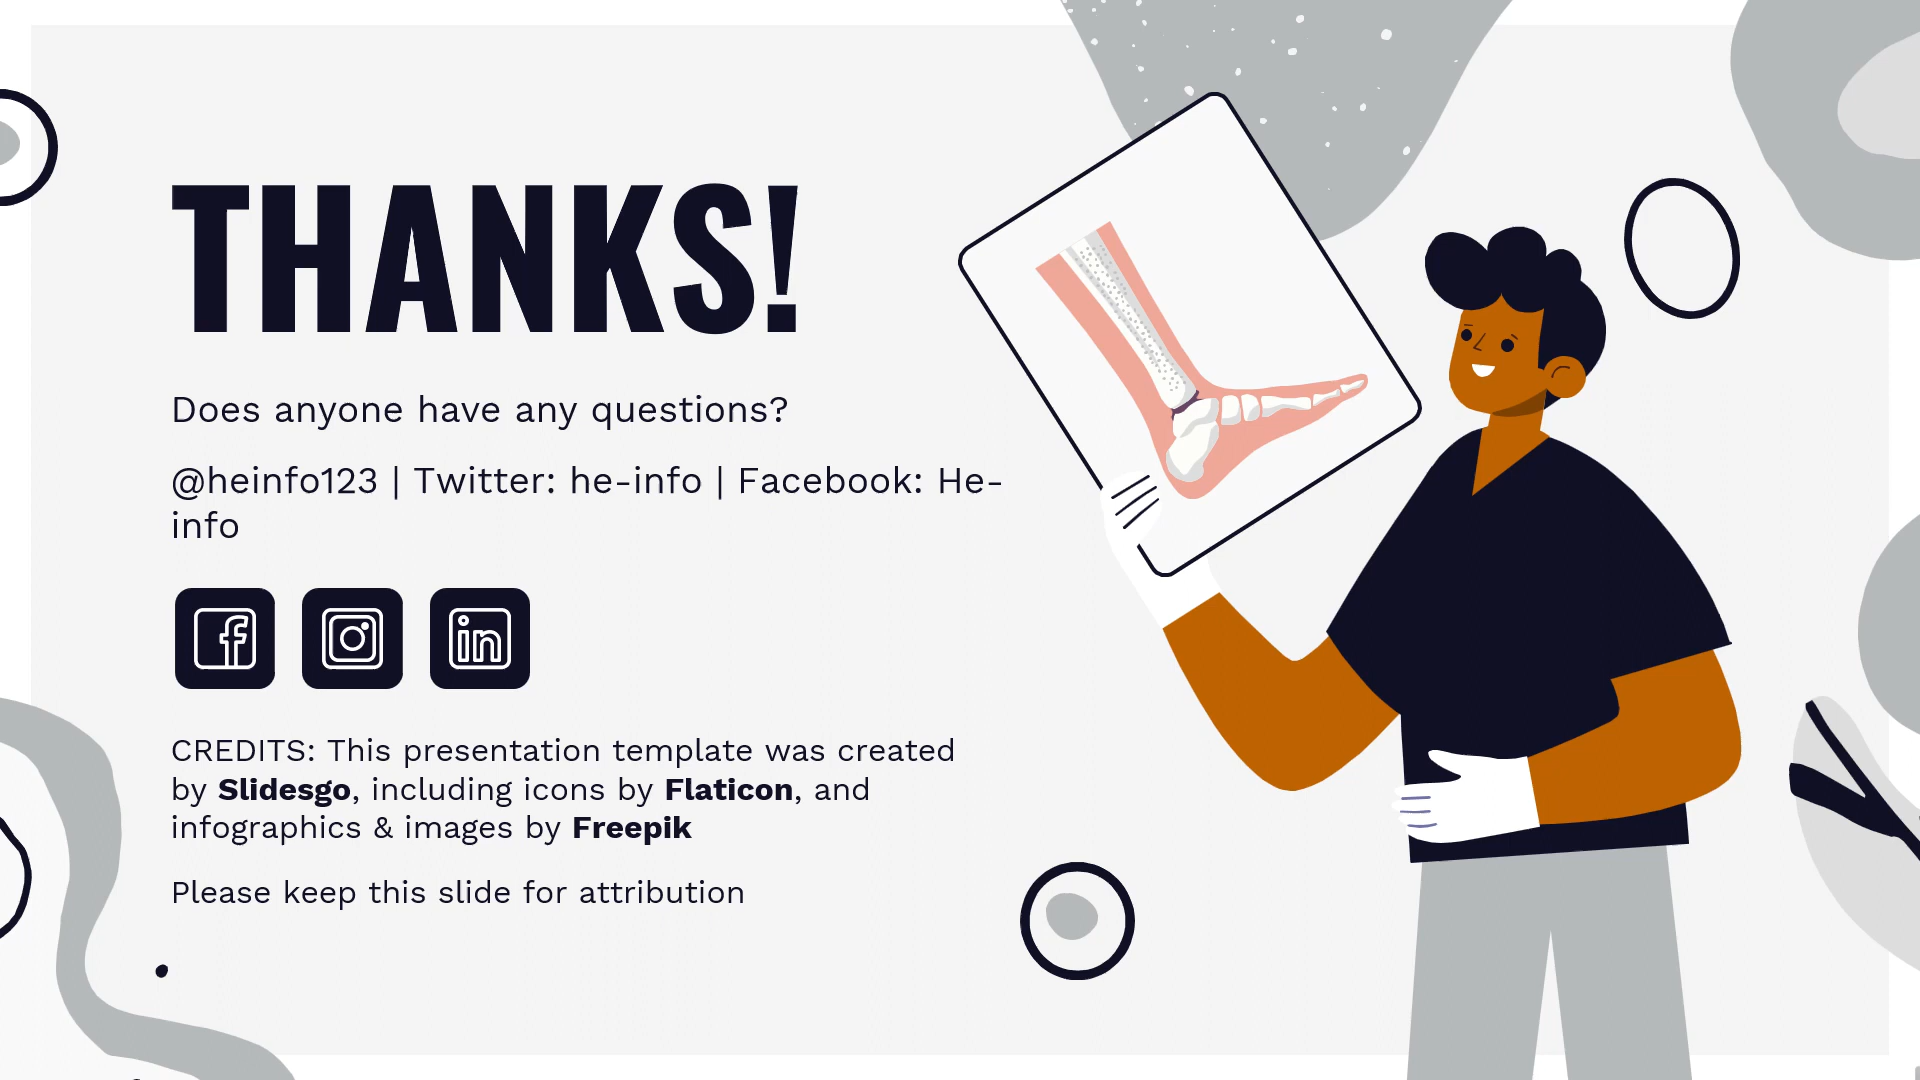 THANKS!
Does anyone have any questions?
@heinfo123 | Twitter: he-info | Facebook: He-
info
CREDITS: This presentation template was created
by Slidesgo, including icons by Flaticon, and
infographics & images by Freepik
Please keep this slide for attribution